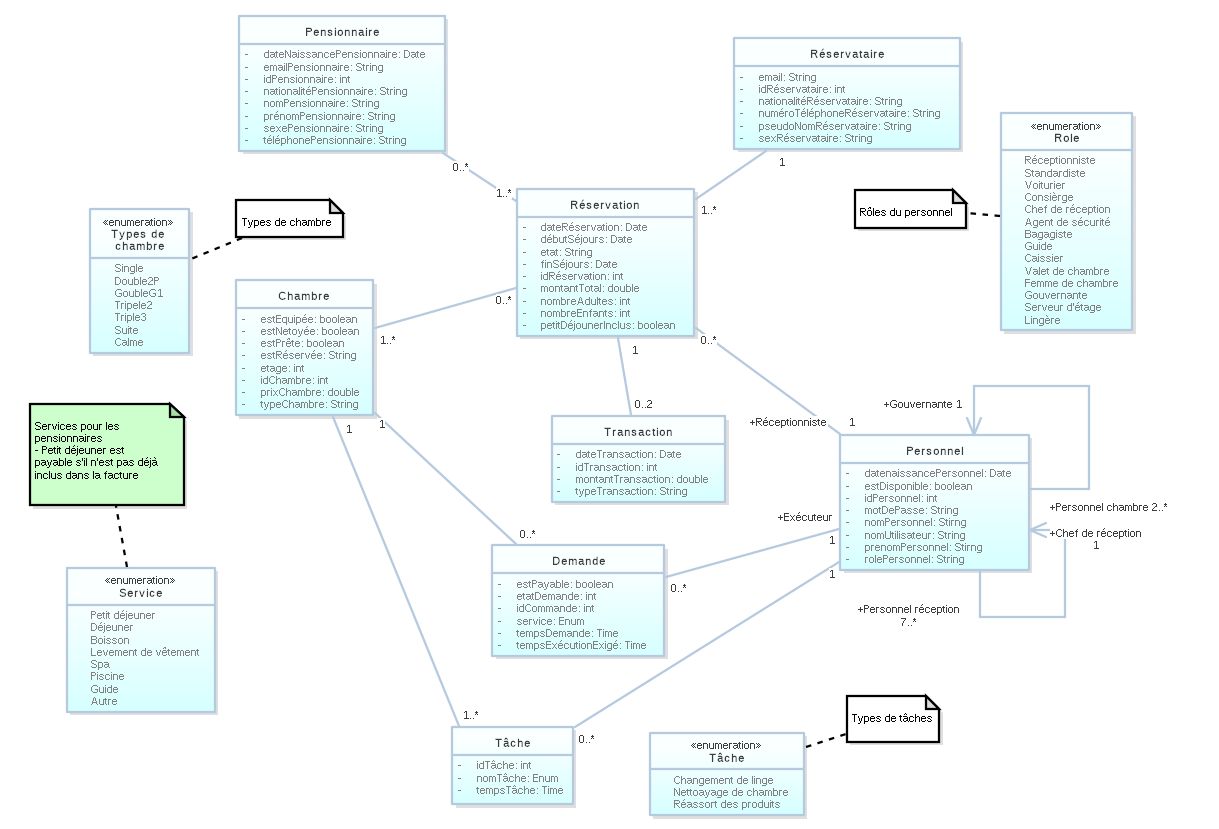 Pensionnaire
- dateNaissancePensionnaire: Date
- emailPensionnaire: String
- idPensionnaire: int
- nationalitéPensionnaire: String
- nomPensionnaire: String
- prénomPensionnaire: String
- sexePensionnaire: String
- téléphonePensionnaire: String
Réservataire
- email: String
- idRéservataire: int
- nationalitéRéservataire: String
- numéroTéléphoneRéservataire: String
- pseudoNomRéservataire: String
- sexRéservataire: String
«enumeration»
Role
Réceptionniste
Standardiste
Voiturier
Consièrge
Chef de réception
Agent de sécurité
Bagagiste
Guide
Caissier
Valet de chambre
Femme de chambre
Gouvernante
Serveur d'étage
Lingère
Rôles du personnel
0..*
1..*
1
1..*
«enumeration»
Types de
chambre
Single
Double2P
GoubleG1
Tripele2
Triple3
Suite
Calme
Types de chambre
Réservation
- dateRéservation: Date
- débutSéjours: Date
- etat: String
- finSéjours: Date
- idRéservation: int
- montantTotal: double
- nombreAdultes: int
- nombreEnfants: int
- petitDéjounerInclus: boolean
Chambre
- estEquipée: boolean
- estNetoyée: boolean
- estPrête: boolean
- estRéservée: String
- etage: int
- idChambre: int
- prixChambre: double
- typeChambre: String
0..*
1..*
1
0..2
0..*
+Réceptionniste 1
Transaction
- dateTransaction: Date
- idTransaction: int
- montantTransaction: double
- typeTransaction: String
+Gouvernante 1
Personnel
- datenaissancePersonnel: Date
- estDisponible: boolean
- idPersonnel: int
- motDePasse: String
- nomPersonnel: Stirng
- nomUtilisateur: String
- prenomPersonnel: Stirng
- rolePersonnel: String
+Personnel chambre 2..*
+Chef de réception
1
+Personnel réception
7..*
Services pour les
pensionnaires
- Petit déjeuner est
payable s'il n'est pas déjà
inclus dans la facture
1
1
0..*
+Exécuteur
1
0..*
1
Demande
- estPayable: boolean
- etatDemande: int
- idCommande: int
- service: Enum
- tempsDemande: Time
- tempsExécutionExigé: Time
«enumeration»
Service
Petit déjeuner
Déjeuner
Boisson
Levement de vêtement
Spa
Piscine
Guide
Autre
1..*
0..*
Tâche
- idTâche: int
- nomTâche: Enum
- tempsTâche: Time
«enumeration»
Tâche
Changement de linge
Nettoayage de chambre
Réassort des produits
Types de tâches